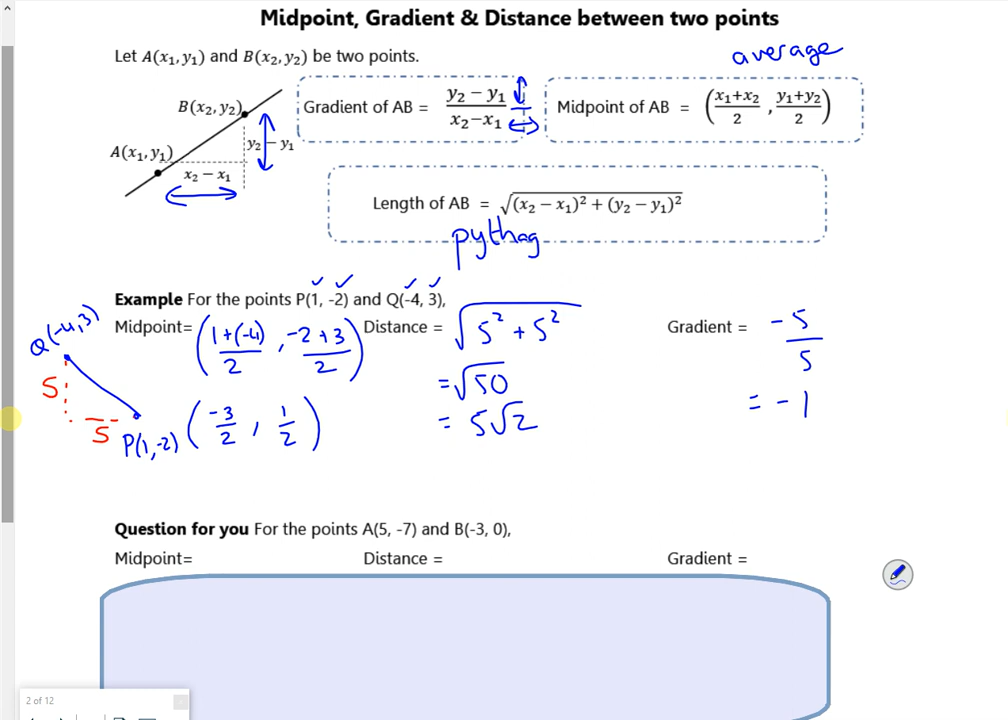 Midpoint, Gradient & Distance between two points
Let A(x₁, y₁) and B(x₂, y₂) be two points.
average
B(x₂, y₂)
A(x₁, y₁)
y₂ − y₁
x₂ − x₁
Gradient of AB = (y₂ − y₁)/(x₂−x₁)
Midpoint of AB = ((x₁+x₂)/2 , (y₁+y₂)/2)
Length of AB = √((x₂ − x₁)² + (y₂ − y₁)²)
pythag
Example For the points P(1, -2) and Q(-4, 3),
Midpoint= ((1+(-4))/2 , (-2+3)/2)
(-3/2 , 1/2)
Distance = √(5² + 5²)
= √50
= 5√2
Gradient = -5/5
= -1
Q(-4,3)
5
5
P(1,-2)
Question for you For the points A(5, -7) and B(-3, 0),
Midpoint=
Distance =
Gradient =
2 of 12